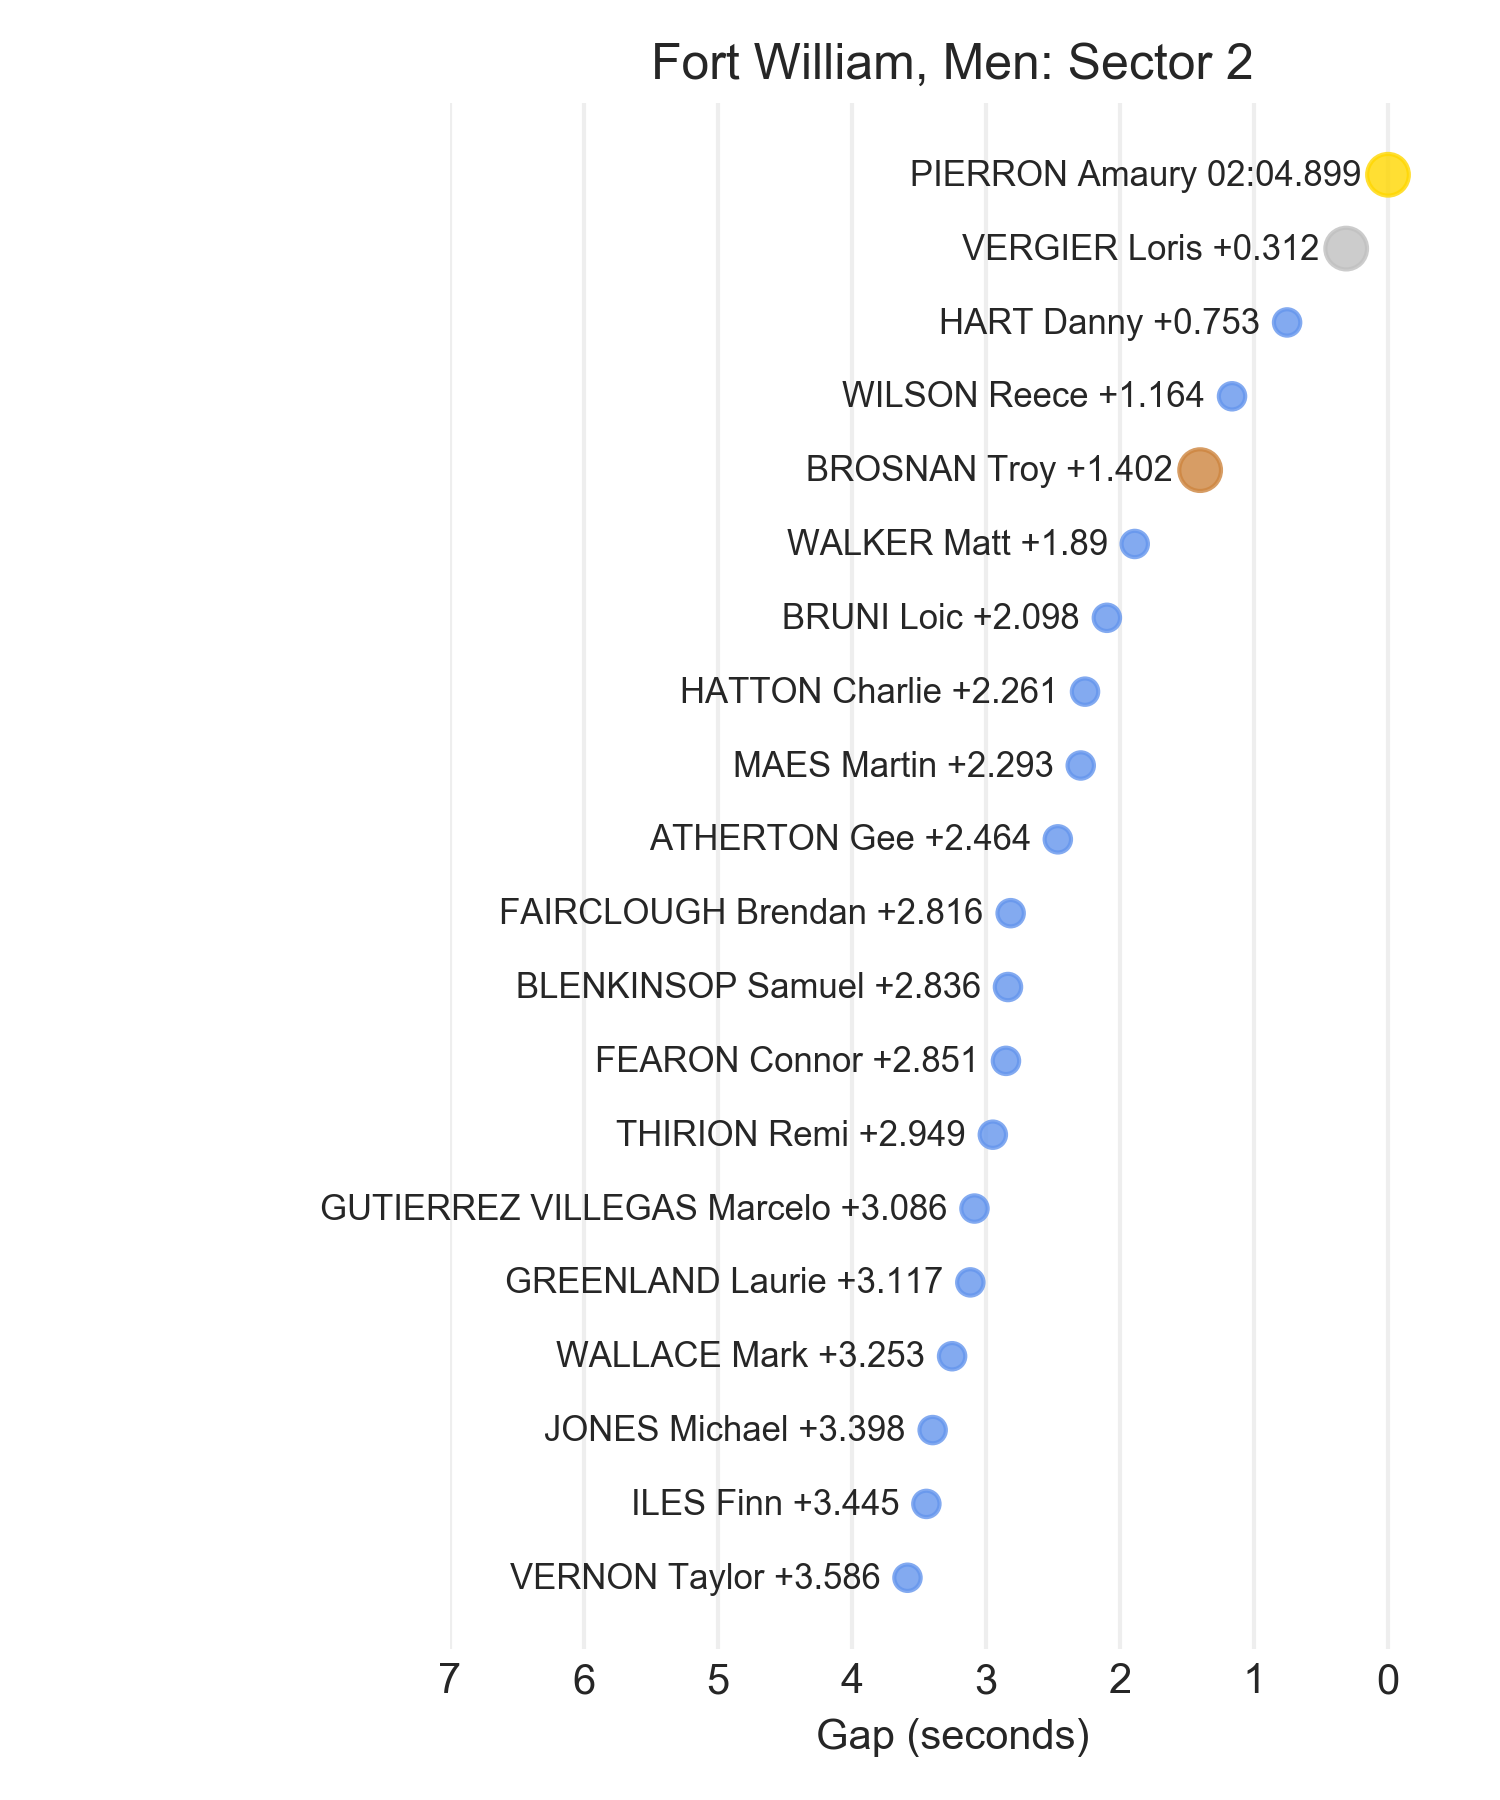 Fort William, Men: Sector 2
PIERRON Amaury 02:04.899
VERGIER Loris +0.312
HART Danny +0.753
WILSON Reece +1.164
BROSNAN Troy +1.402
WALKER Matt +1.89
BRUNI Loic +2.098
HATTON Charlie +2.261
MAES Martin +2.293
ATHERTON Gee +2.464
FAIRCLOUGH Brendan +2.816
BLENKINSOP Samuel +2.836
FEARON Connor +2.851
THIRION Remi +2.949
GUTIERREZ VILLEGAS Marcelo +3.086
GREENLAND Laurie +3.117
WALLACE Mark +3.253
JONES Michael +3.398
ILES Finn +3.445
VERNON Taylor +3.586
7 6 5 4 3 2 1 0
Gap (seconds)